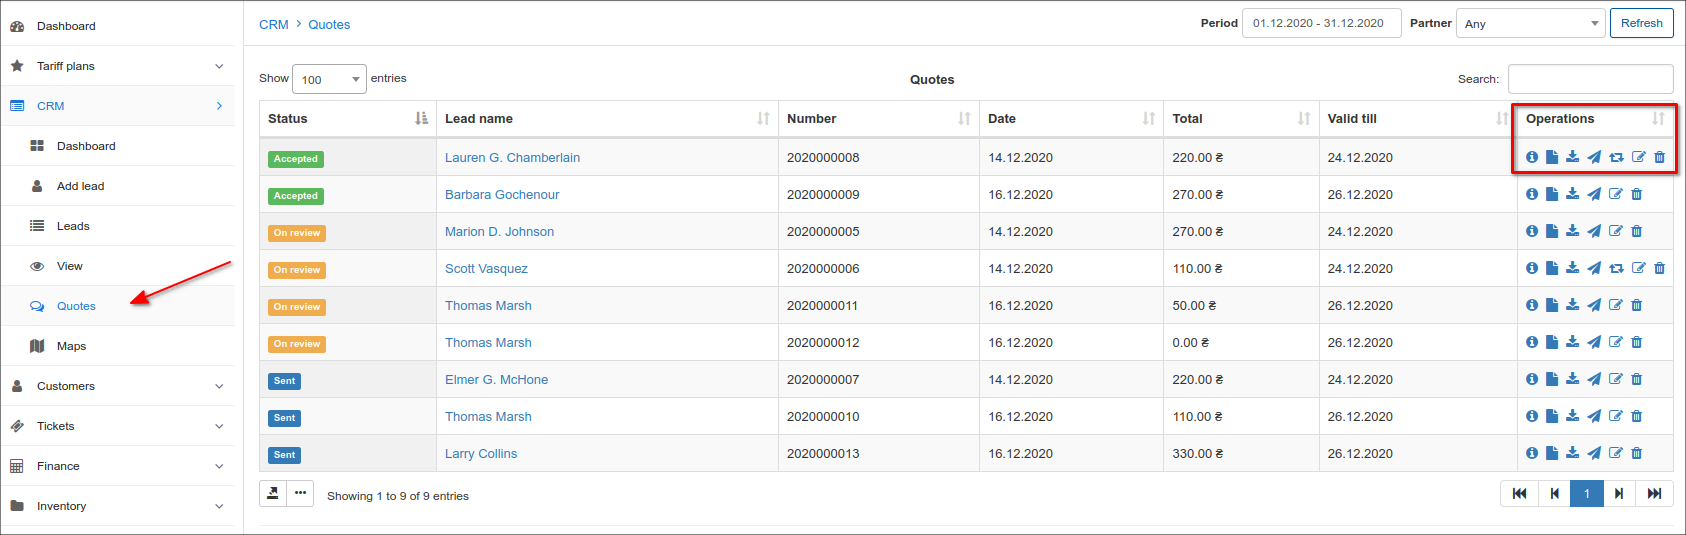 Dashboard
Tariff plans
CRM
Dashboard
Add lead
Leads
View
Quotes
Maps
Customers
Tickets
Finance
Inventory
CRM > Quotes
Period 01.12.2020 - 31.12.2020 Partner Any Refresh
Show 100 entries
Quotes
Search:
Status Lead name Number Date Total Valid till Operations
Accepted Lauren G. Chamberlain 2020000008 14.12.2020 220.00 ₴ 24.12.2020
Accepted Barbara Gochenour 2020000009 16.12.2020 270.00 ₴ 26.12.2020
On review Marion D. Johnson 2020000005 14.12.2020 270.00 ₴ 24.12.2020
On review Scott Vasquez 2020000006 14.12.2020 110.00 ₴ 24.12.2020
On review Thomas Marsh 2020000011 16.12.2020 50.00 ₴ 26.12.2020
On review Thomas Marsh 2020000012 16.12.2020 0.00 ₴ 26.12.2020
Sent Elmer G. McHone 2020000007 14.12.2020 220.00 ₴ 24.12.2020
Sent Thomas Marsh 2020000010 16.12.2020 110.00 ₴ 26.12.2020
Sent Larry Collins 2020000013 16.12.2020 330.00 ₴ 26.12.2020
Showing 1 to 9 of 9 entries
1